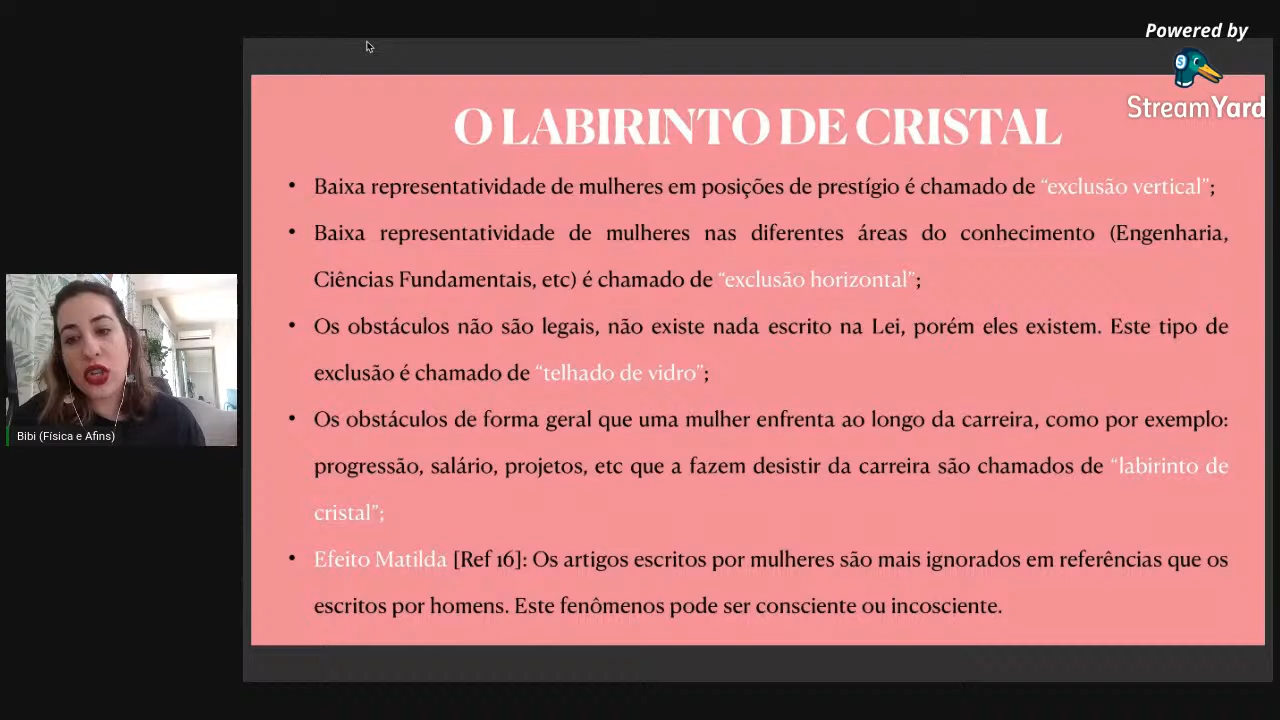 Powered by
StreamYard
O LABIRINTO DE CRISTAL
• Baixa representatividade de mulheres em posições de prestígio é chamado de “exclusão vertical”;
• Baixa representatividade de mulheres nas diferentes áreas do conhecimento (Engenharia,
Ciências Fundamentais, etc) é chamado de “exclusão horizontal”;
• Os obstáculos não são legais, não existe nada escrito na Lei, porém eles existem. Este tipo de
exclusão é chamado de “telhado de vidro”;
• Os obstáculos de forma geral que uma mulher enfrenta ao longo da carreira, como por exemplo:
progressão, salário, projetos, etc que a fazem desistir da carreira são chamados de “labirinto de
cristal”;
• Efeito Matilda [Ref 16]: Os artigos escritos por mulheres são mais ignorados em referências que os
escritos por homens. Este fenômenos pode ser consciente ou incosciente.
Bibi (Física e Afins)